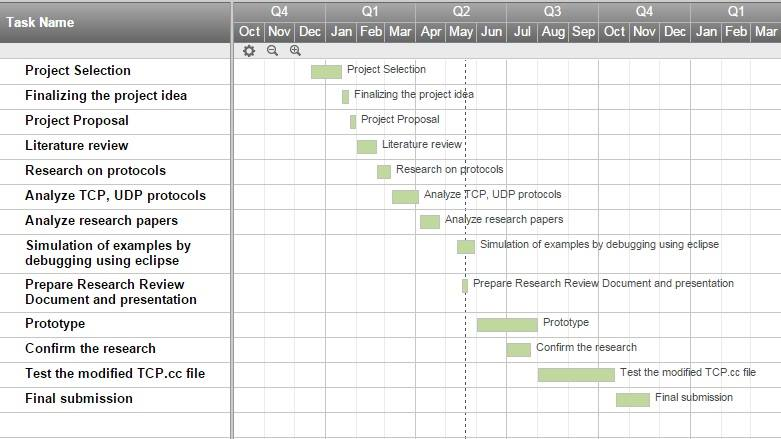 Task Name
Q4 Q1 Q2 Q3 Q4 Q1
Oct Nov Dec Jan Feb Mar Apr May Jun Jul Aug Sep Oct Nov Dec Jan Feb Mar
Project Selection Project Selection
Finalizing the project idea Finalizing the project idea
Project Proposal Project Proposal
Literature review Literature review
Research on protocols Research on protocols
Analyze TCP, UDP protocols Analyze TCP, UDP protocols
Analyze research papers Analyze research papers
Simulation of examples by
debugging using eclipse
Simulation of examples by debugging using eclipse
Prepare Research Review
Document and presentation
Prepare Research Review Document and presentation
Prototype Prototype
Confirm the research Confirm the research
Test the modified TCP.cc file Test the modified TCP.cc file
Final submission Final submission